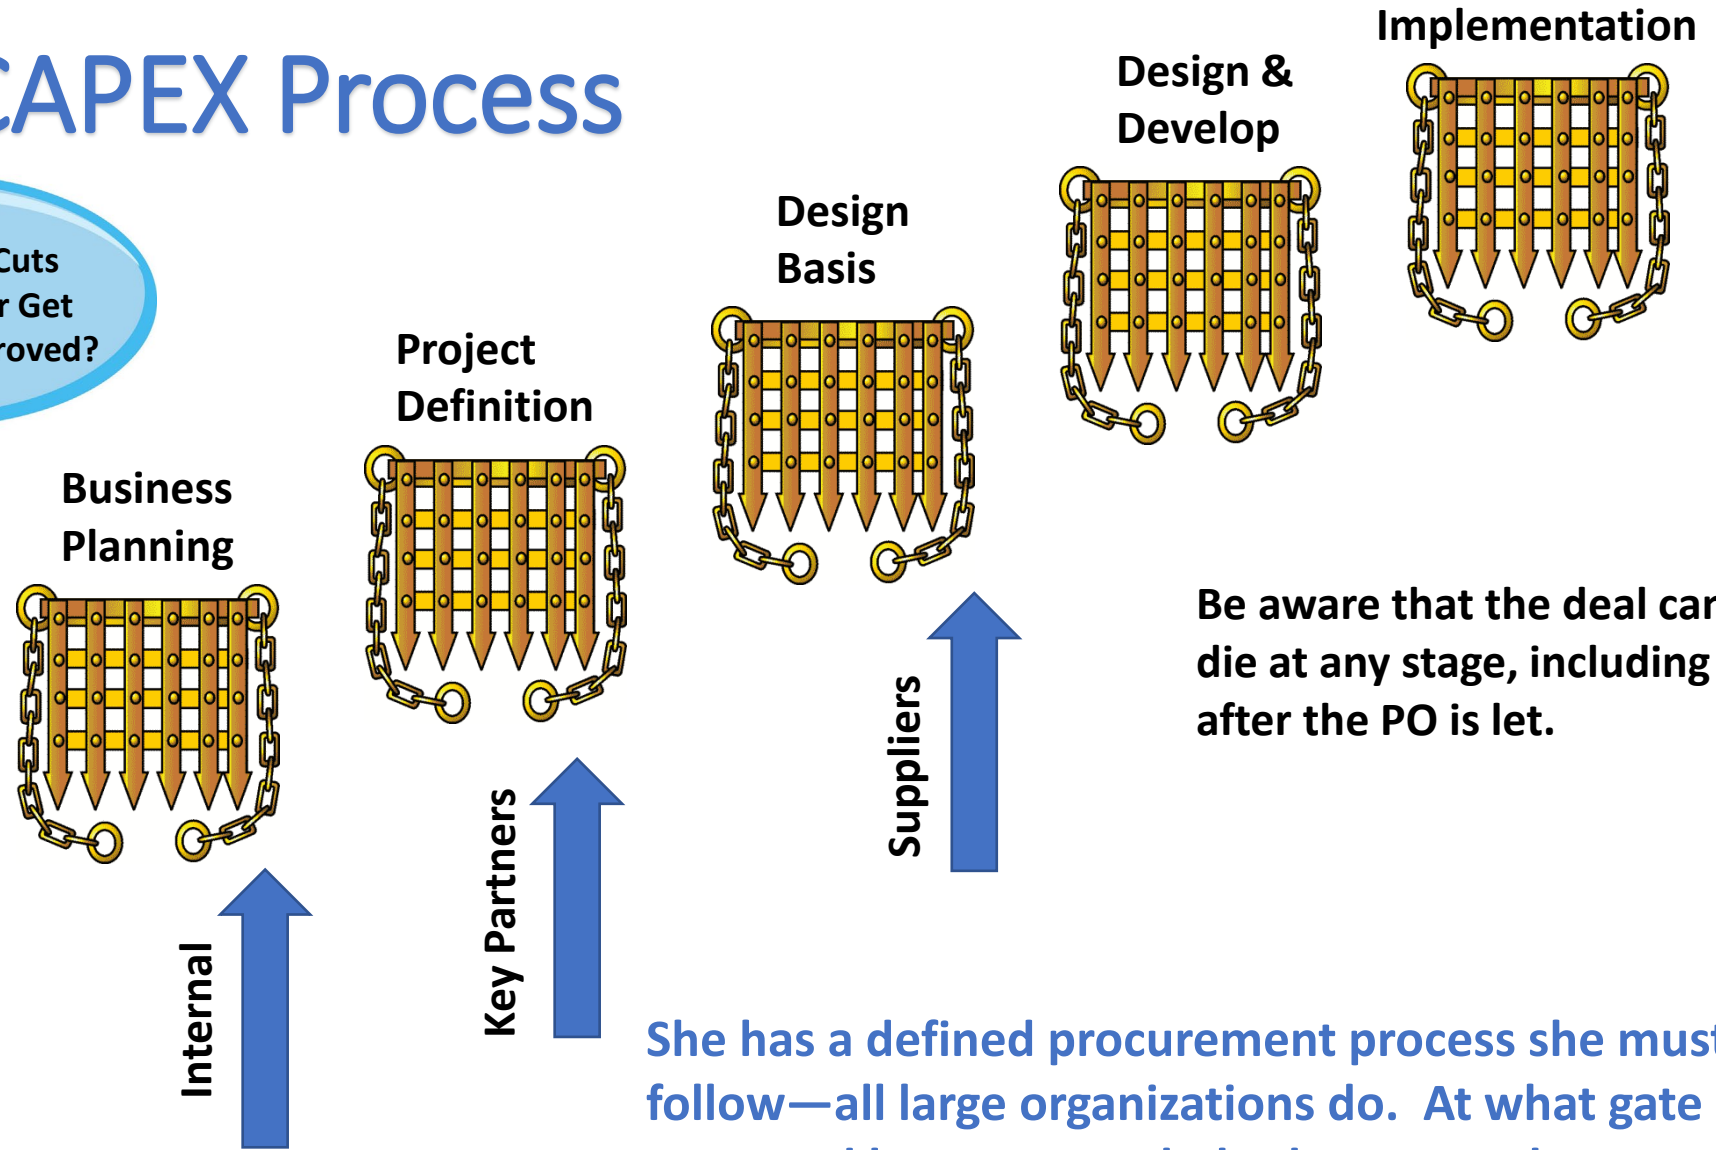 CAPEX Process
Cuts
r Get
roved?
Business
Planning
Project
Definition
Design
Basis
Design &
Develop
Implementation
Internal
Key Partners
Suppliers
Be aware that the deal can
die at any stage, including
after the PO is let.
She has a defined procurement process she must
follow—all large organizations do.  At what gate